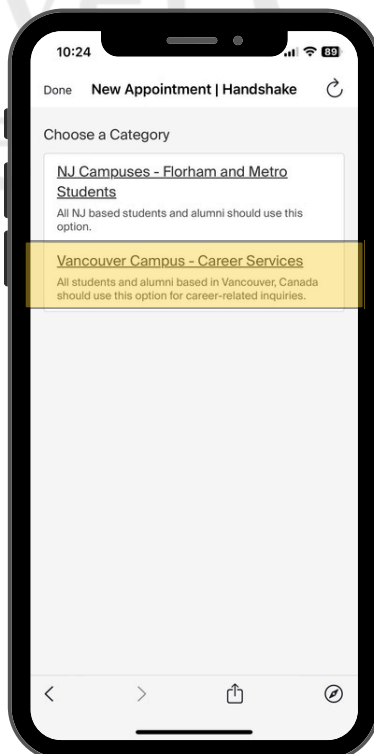 10:24
89
Done New Appointment | Handshake
Choose a Category
NJ Campuses - Florham and Metro
Students
All NJ based students and alumni should use this
option.
Vancouver Campus - Career Services
All students and alumni based in Vancouver, Canada
should use this option for career-related inquiries.